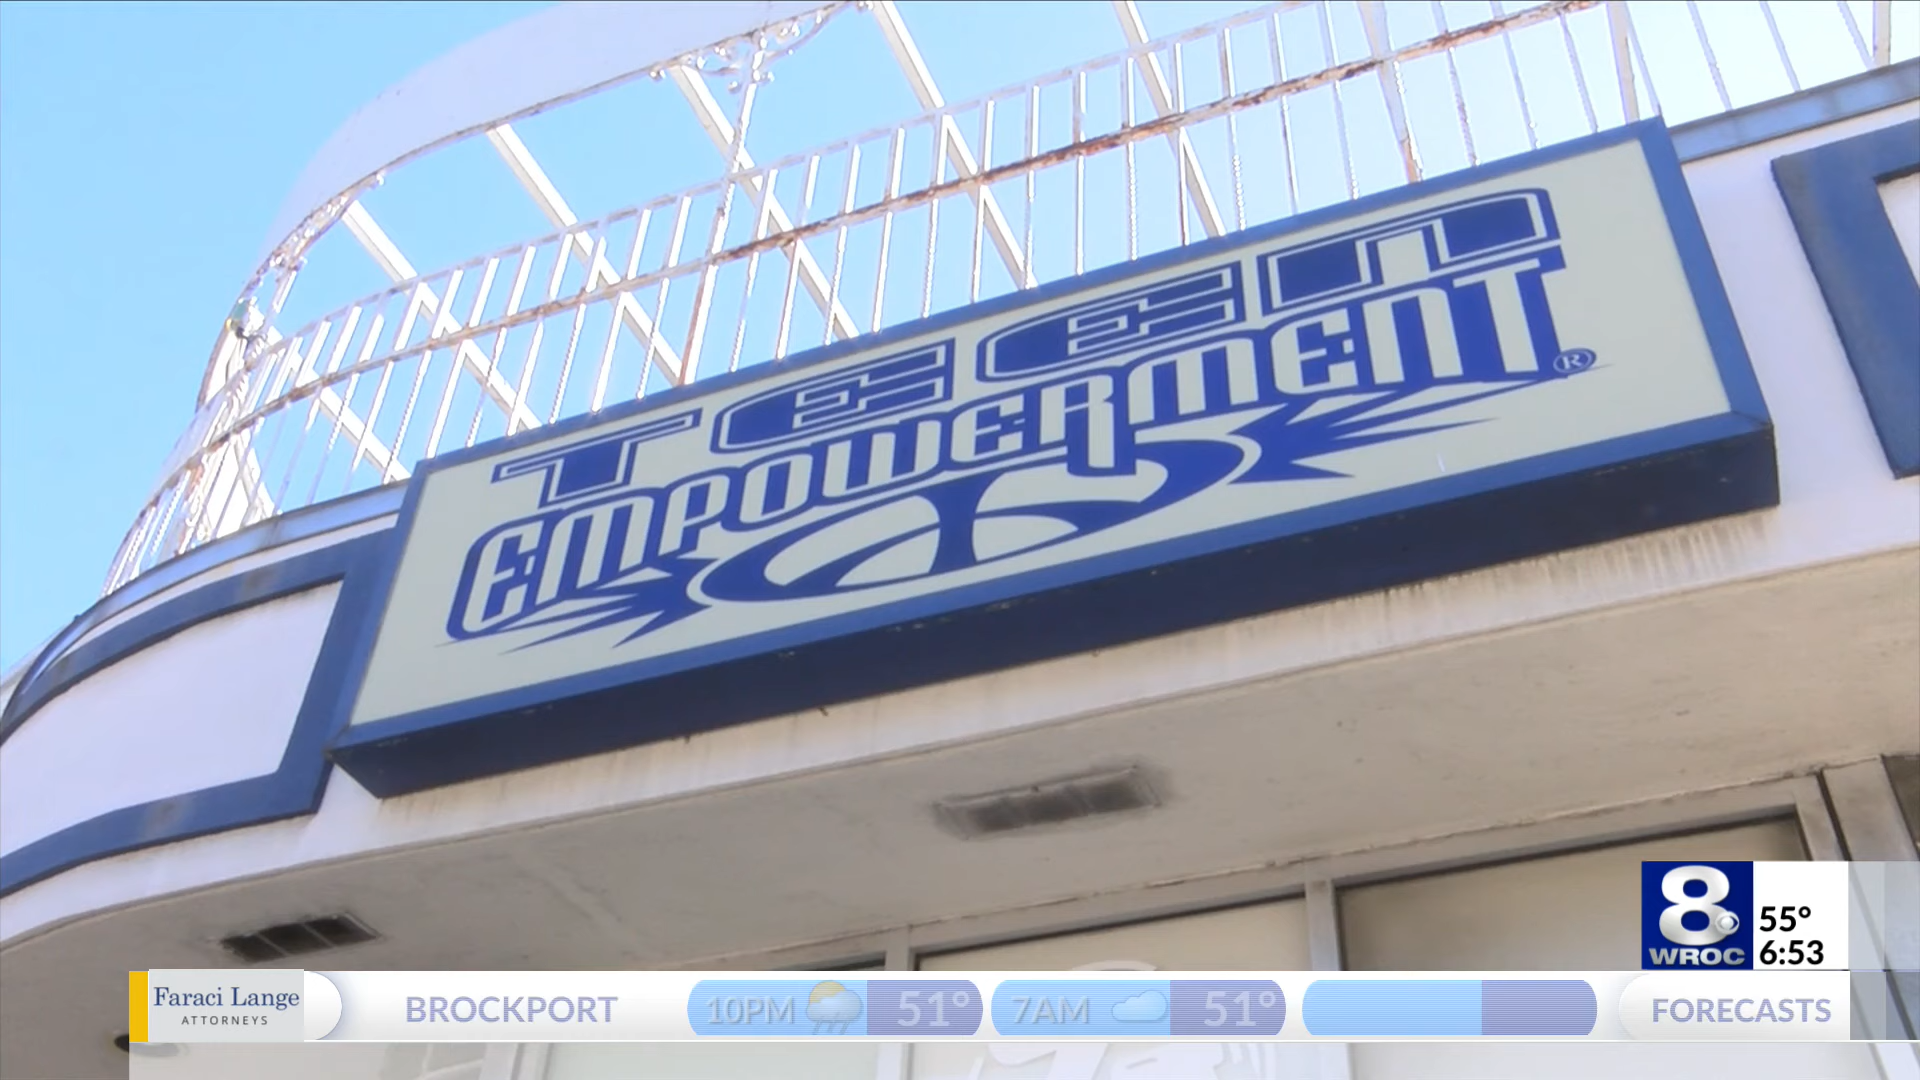 TEEN
EMPOWERMENT®
8
WROC
55°
6:53
Faraci Lange
ATTORNEYS
BROCKPORT
10PM 51°
7AM 51°
FORECASTS